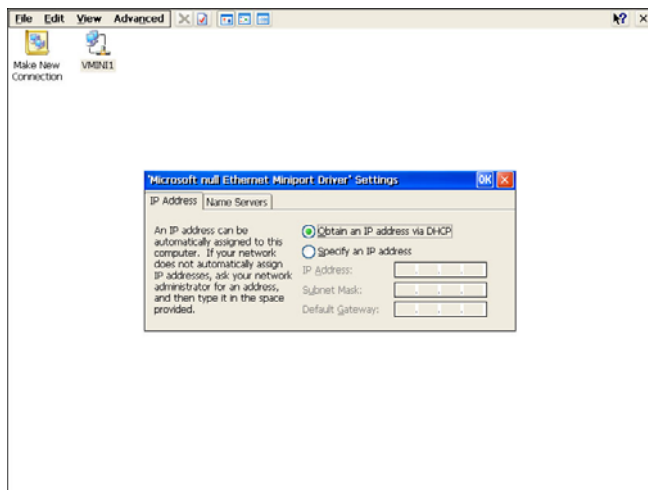 File Edit View Advanced
Make New
Connection
VMINI1
'Microsoft null Ethernet Miniport Driver' Settings
OK
IP Address
Name Servers
An IP address can be
automatically assigned to this
computer. If your network
does not automatically assign
IP addresses, ask your network
administrator for an address,
and then type it in the space
provided.
Obtain an IP address via DHCP
Specify an IP address
IP Address:
Subnet Mask:
Default Gateway: